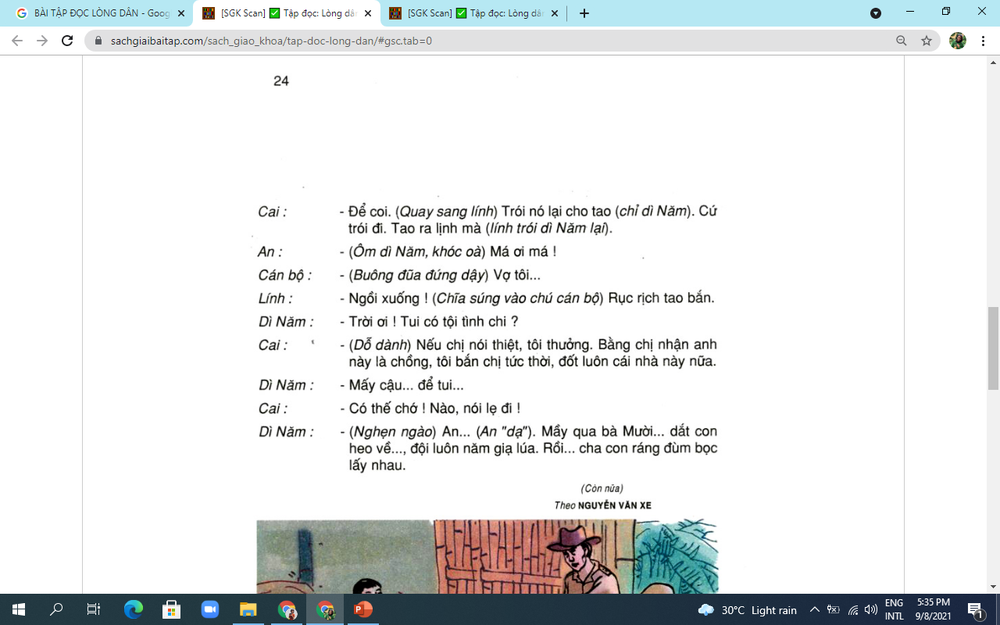 BÀI TẬP ĐỌC LÒNG DÂN - Goog
[SGK Scan] ✅ Tập đọc: Lòng dâ
[SGK Scan] ✅ Tập đọc: Lòng dâ
sachgiaibaitap.com/sach_giao_khoa/tap-doc-long-dan/#gsc.tab=0
24
Cai : - Để coi. (Quay sang lính) Trói nó lại cho tao (chỉ dì Năm). Cứ
trói đi. Tao ra lịnh mà (lính trói dì Năm lại).
An : - (Ôm dì Năm, khóc oà) Má ơi má !
Cán bộ : - (Buông đũa đứng dậy) Vợ tôi...
Lính : - Ngồi xuống ! (Chĩa súng vào chú cán bộ) Rục rịch tao bắn.
Dì Năm : - Trời ơi ! Tui có tội tình chi ?
Cai : - (Dỗ dành) Nếu chị nói thiệt, tôi thưởng. Bằng chị nhận anh
này là chồng, tôi bắn chị tức thời, đốt luôn cái nhà này nữa.
Dì Năm : - Mấy cậu... để tui...
Cai : - Có thế chớ ! Nào, nói lẹ đi !
Dì Năm : - (Nghẹn ngào) An... (An "dạ"). Mầy qua bà Mười... dắt con
heo về..., đội luôn năm giạ lúa. Rồi... cha con ráng đùm bọc
lấy nhau.
(Còn nữa)
Theo NGUYỄN VĂN XE
30°C Light rain
ENG
INTL
5:35 PM
9/8/2021
1